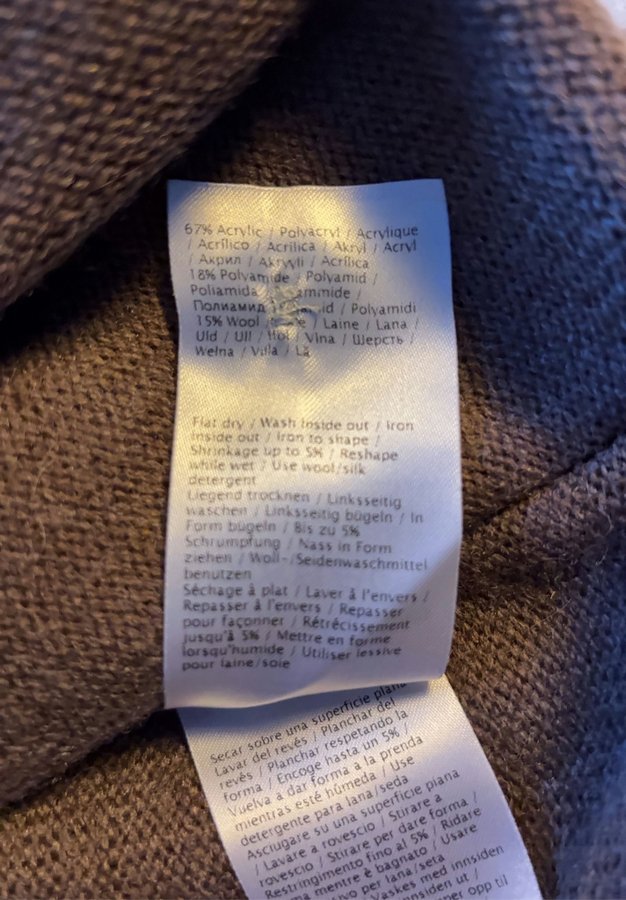 67% Acrylic / Polyacryl / Acrylique
/ Acrílico / Acrilica / Akryl / Acryl
/ Акрил / Akryyli / Acrílica
18% Polyamide / Polyamid /
Poliamida /
Полиамид / Polyamidi
15% Wool / Laine / Lana /
Uld / Ull / Vlna / Шерсть /
Wełna / Villa / Lã
Flat dry / Wash inside out / Iron
inside out / Iron to shape /
Shrinkage up to 5% / Reshape
while wet / Use wool/silk
detergent
Liegend trocknen / Linksseitig
waschen / Linksseitig bügeln / In
Form bügeln / Bis zu 5%
Schrumpfung / Nass in Form
ziehen / Woll-/Seidenwaschmittel
benutzen
Séchage à plat / Laver à l'envers /
Repasser à l'envers / Repasser
pour façonner / Rétrécissement
jusqu'à 5% / Mettre en forme
lorsqu'humide / Utiliser lessive
pour laine/soie
Secar sobre una superficie plana
Lavar del revés / Planchar del
revés / Planchar respetando la
forma / Encoge hasta un 5% /
Vuelva a dar forma a la prenda
mientras esté húmeda / Use
detergente para lana/seda
Asciugare su una superficie piana
/ Lavare a rovescio / Stirare a
rovescio / Stirare per dare forma /
Restringimento fino al 5% / Ridare
mentre è bagnato / Usare
per lana/seta
Vaskes med innsiden
ut /
opp til